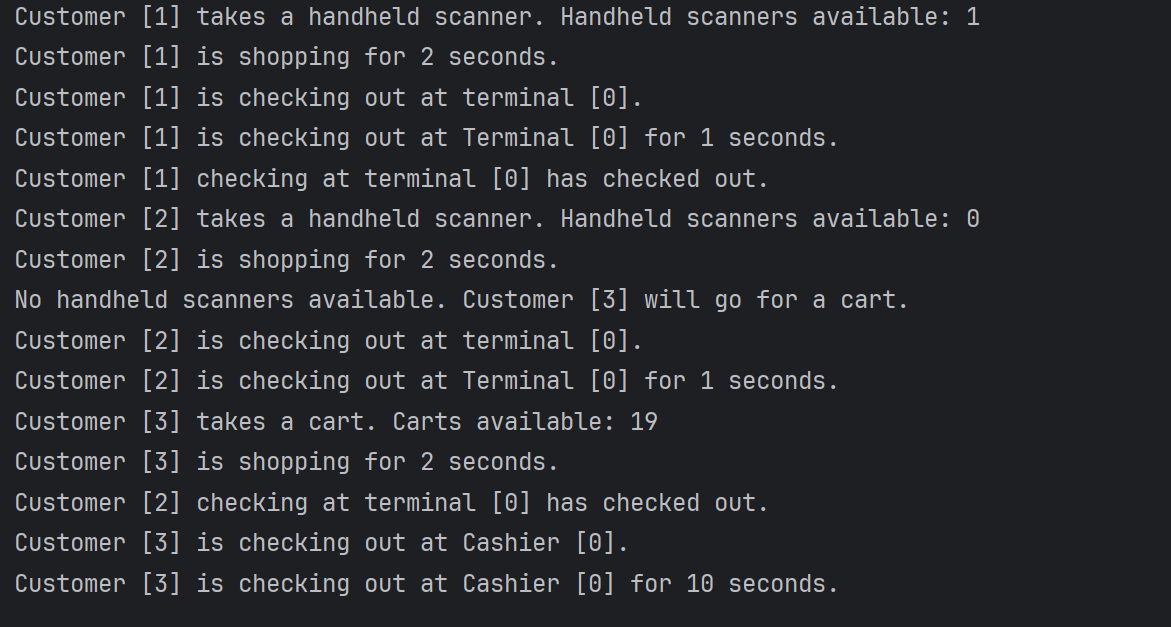 Customer [1] takes a handheld scanner. Handheld scanners available: 1
Customer [1] is shopping for 2 seconds.
Customer [1] is checking out at terminal [0].
Customer [1] is checking out at Terminal [0] for 1 seconds.
Customer [1] checking at terminal [0] has checked out.
Customer [2] takes a handheld scanner. Handheld scanners available: 0
Customer [2] is shopping for 2 seconds.
No handheld scanners available. Customer [3] will go for a cart.
Customer [2] is checking out at terminal [0].
Customer [2] is checking out at Terminal [0] for 1 seconds.
Customer [3] takes a cart. Carts available: 19
Customer [3] is shopping for 2 seconds.
Customer [2] checking at terminal [0] has checked out.
Customer [3] is checking out at Cashier [0].
Customer [3] is checking out at Cashier [0] for 10 seconds.